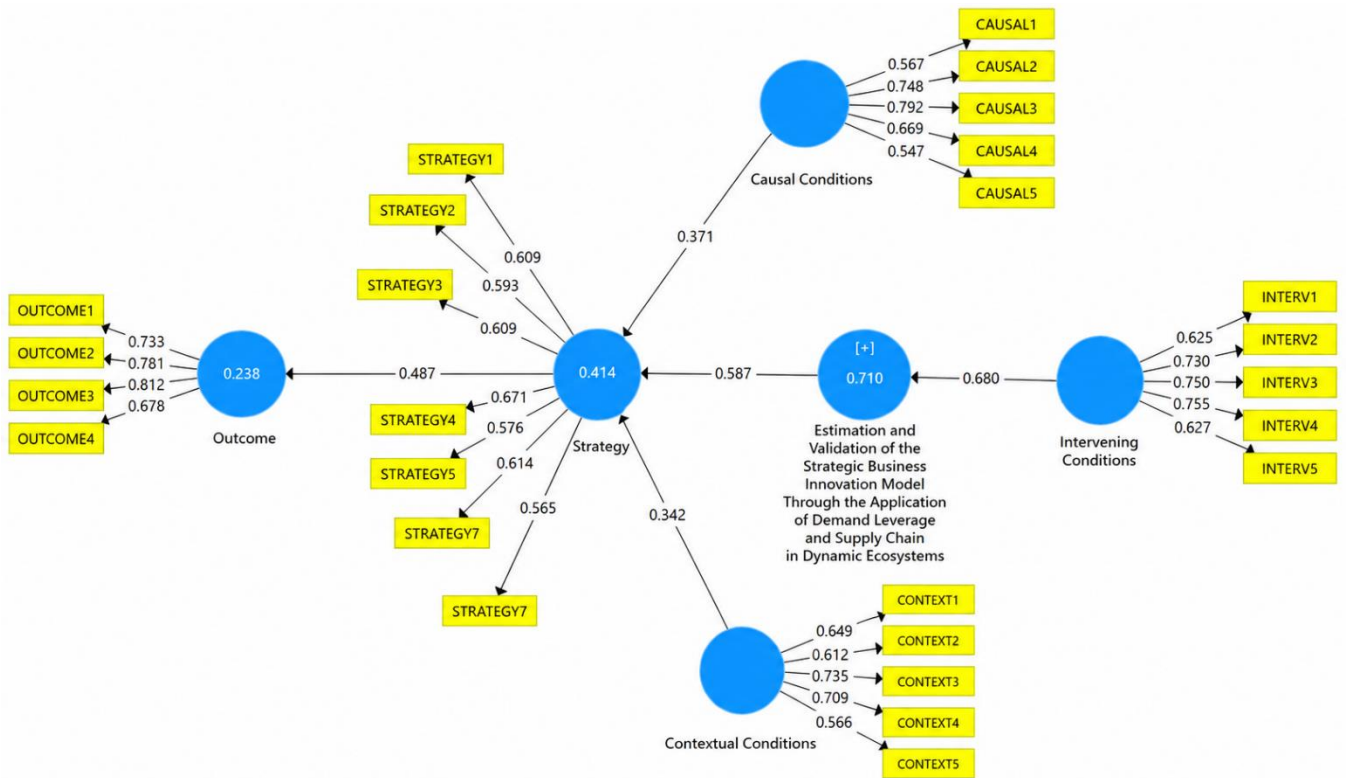 CAUSAL1
0.567
CAUSAL2
0.748
CAUSAL3
0.792
CAUSAL4
0.669
CAUSAL5
0.547
Causal Conditions
0.371
STRATEGY1
0.609
STRATEGY2
0.593
STRATEGY3
0.609
OUTCOME1
0.733
OUTCOME2
0.781
OUTCOME3
0.812
OUTCOME4
0.678
0.238
Outcome
0.487
0.414
Strategy
0.587
[+]
0.710
Estimation and
Validation of the
Strategic Business
Innovation Model
Through the Application
of Demand Leverage
and Supply Chain
in Dynamic Ecosystems
0.680
Intervening
Conditions
INTERV1
0.625
INTERV2
0.730
INTERV3
0.750
INTERV4
0.755
INTERV5
0.627
STRATEGY4
0.671
STRATEGY5
0.576
STRATEGY7
0.614
STRATEGY7
0.565
0.342
Contextual Conditions
CONTEXT1
0.649
CONTEXT2
0.612
CONTEXT3
0.735
CONTEXT4
0.709
CONTEXT5
0.566